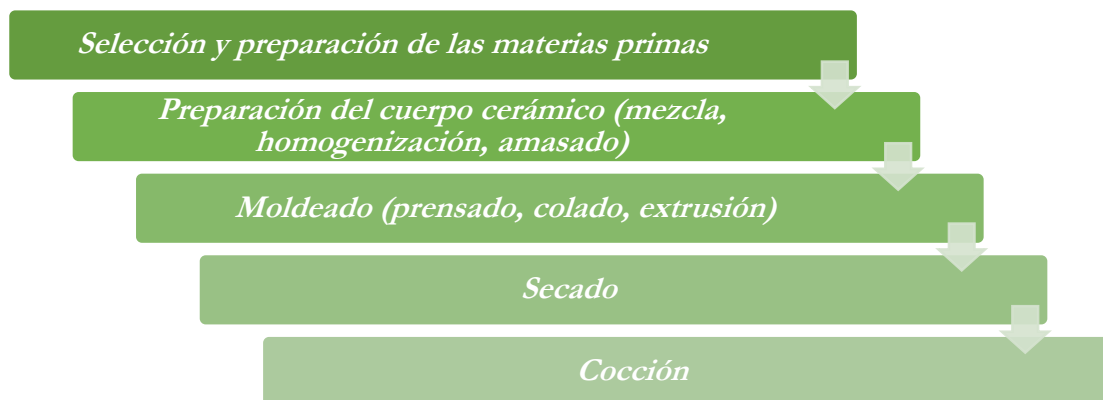 Selección y preparación de las materias primas
Preparación del cuerpo cerámico (mezcla,
homogenización, amasado)
Moldeado (prensado, colado, extrusión)
Secado
Cocción